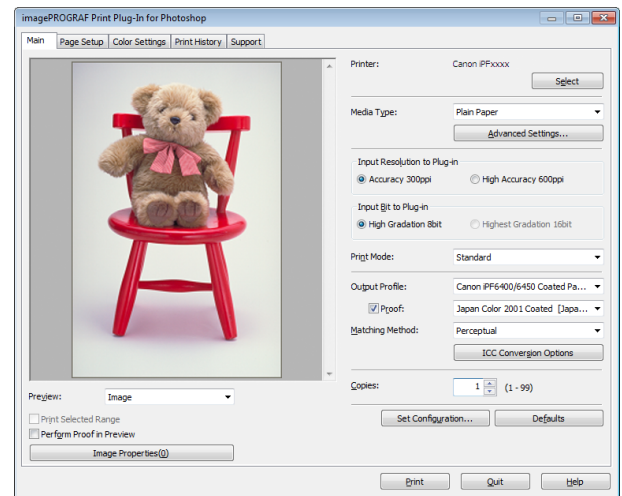 imagePROGRAF Print Plug-In for Photoshop
Main Page Setup Color Settings Print History Support
Printer: Canon iPFxxxx
Select
Media Type: Plain Paper
Advanced Settings...
Input Resolution to Plug-in
Accuracy 300ppi High Accuracy 600ppi
Input Bit to Plug-in
High Gradation 8bit Highest Gradation 16bit
Print Mode: Standard
Output Profile: Canon iPF6400/6450 Coated Pa...
Proof: Japan Color 2001 Coated [Japa...
Matching Method: Perceptual
ICC Conversion Options
Copies: 1 (1 - 99)
Preview: Image
Print Selected Range
Perform Proof in Preview
Image Properties(0)
Set Configuration... Defaults
Print Quit Help